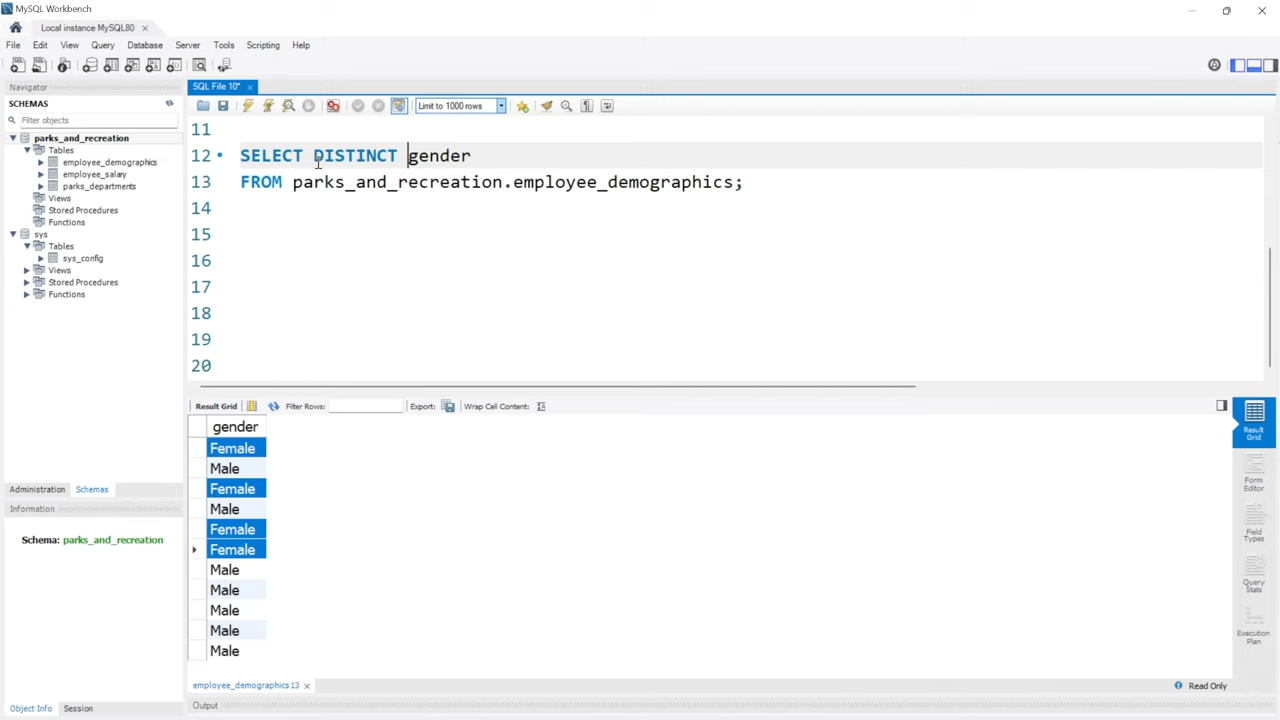 MySQL Workbench
Local instance MySQL80
File Edit View Query Database Server Tools Scripting Help
Navigator
SCHEMAS
Filter objects
parks_and_recreation
Tables
employee_demographics
employee_salary
parks_departments
Views
Stored Procedures
Functions
sys
Tables
sys_config
Views
Stored Procedures
Functions
Administration Schemas
Information
Schema: parks_and_recreation
Object Info Session
SQL File 10*
Limit to 1000 rows
11
12 SELECT DISTINCT gender
13 FROM parks_and_recreation.employee_demographics;
14
15
16
17
18
19
20
Result Grid Filter Rows: Export: Wrap Cell Content:
gender
Female
Male
Female
Male
Female
Female
Male
Male
Male
Male
Male
Result Grid
Form Editor
Field Types
Query Stats
Execution Plan
employee_demographics 13
Read Only
Output